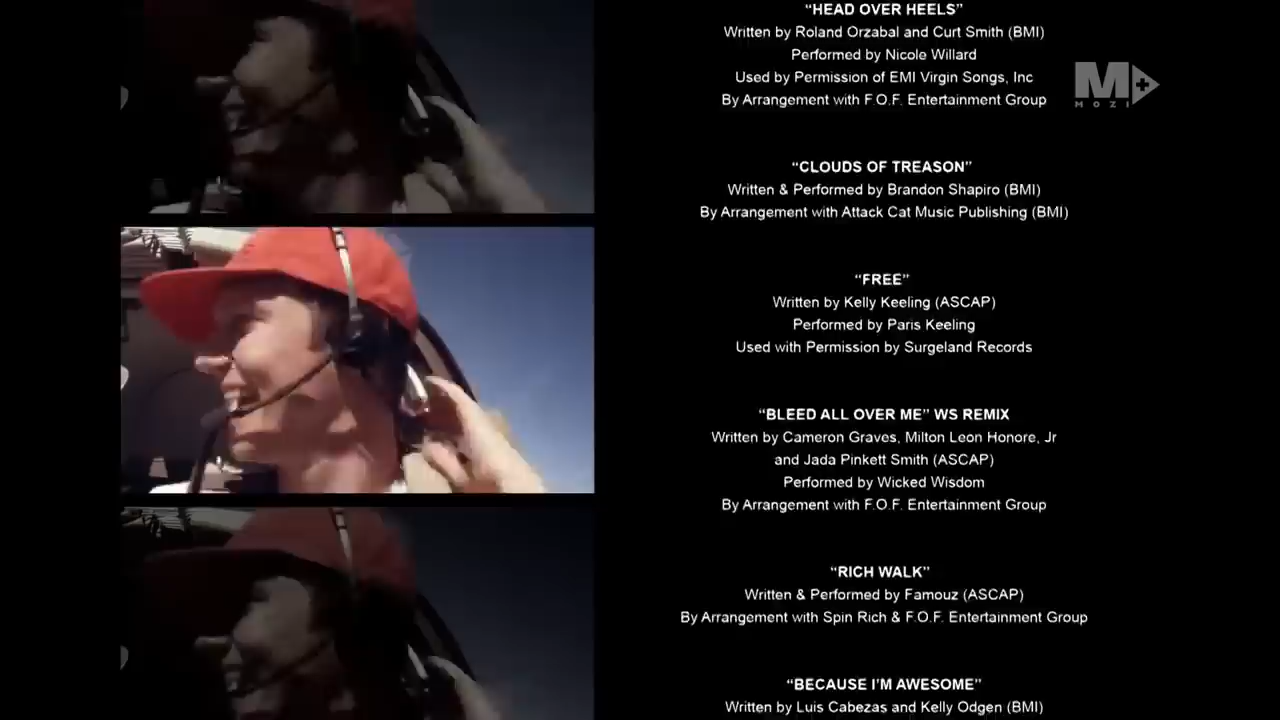 “HEAD OVER HEELS”
Written by Roland Orzabal and Curt Smith (BMI)
Performed by Nicole Willard
Used by Permission of EMI Virgin Songs, Inc
By Arrangement with F.O.F. Entertainment Group
M+
MOZI
“CLOUDS OF TREASON”
Written & Performed by Brandon Shapiro (BMI)
By Arrangement with Attack Cat Music Publishing (BMI)
“FREE”
Written by Kelly Keeling (ASCAP)
Performed by Paris Keeling
Used with Permission by Surgeland Records
“BLEED ALL OVER ME” WS REMIX
Written by Cameron Graves, Milton Leon Honore, Jr
and Jada Pinkett Smith (ASCAP)
Performed by Wicked Wisdom
By Arrangement with F.O.F. Entertainment Group
“RICH WALK”
Written & Performed by Famouz (ASCAP)
By Arrangement with Spin Rich & F.O.F. Entertainment Group
“BECAUSE I’M AWESOME”
Written by Luis Cabezas and Kelly Odgen (BMI)